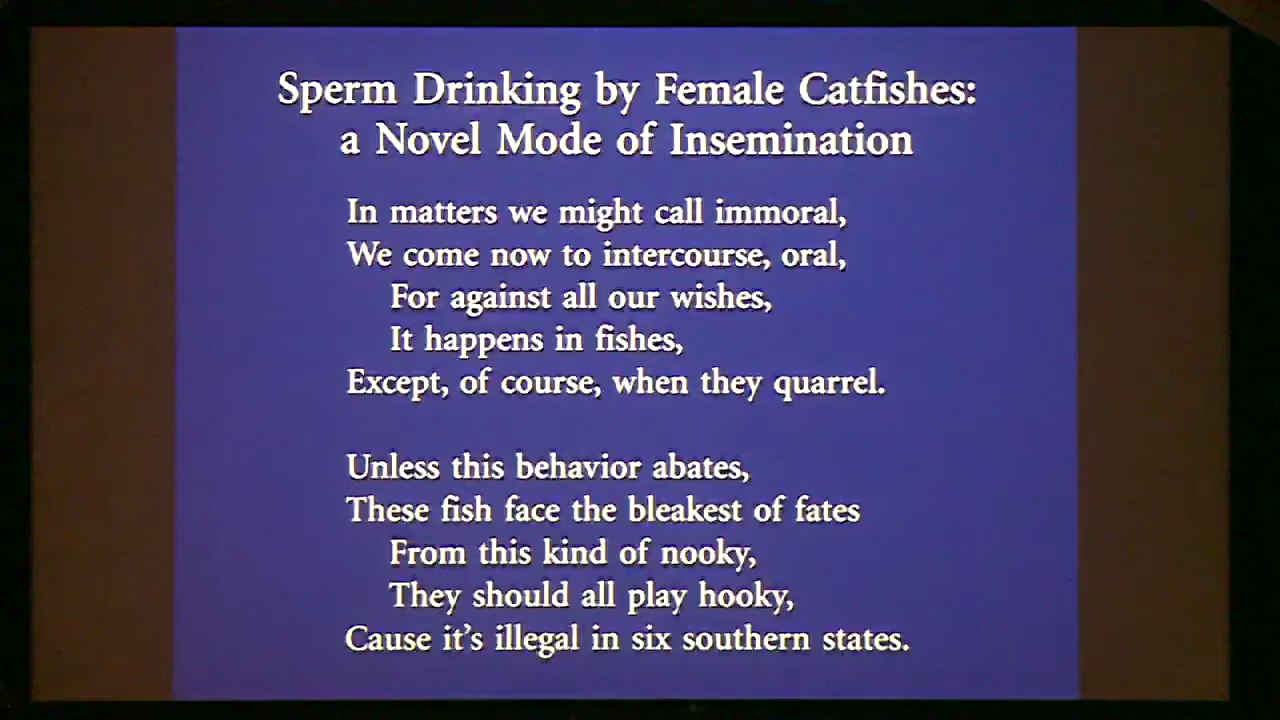 Sperm Drinking by Female Catfishes:
a Novel Mode of Insemination
In matters we might call immoral,
We come now to intercourse, oral,
For against all our wishes,
It happens in fishes,
Except, of course, when they quarrel.
Unless this behavior abates,
These fish face the bleakest of fates
From this kind of nooky,
They should all play hooky,
Cause it's illegal in six southern states.